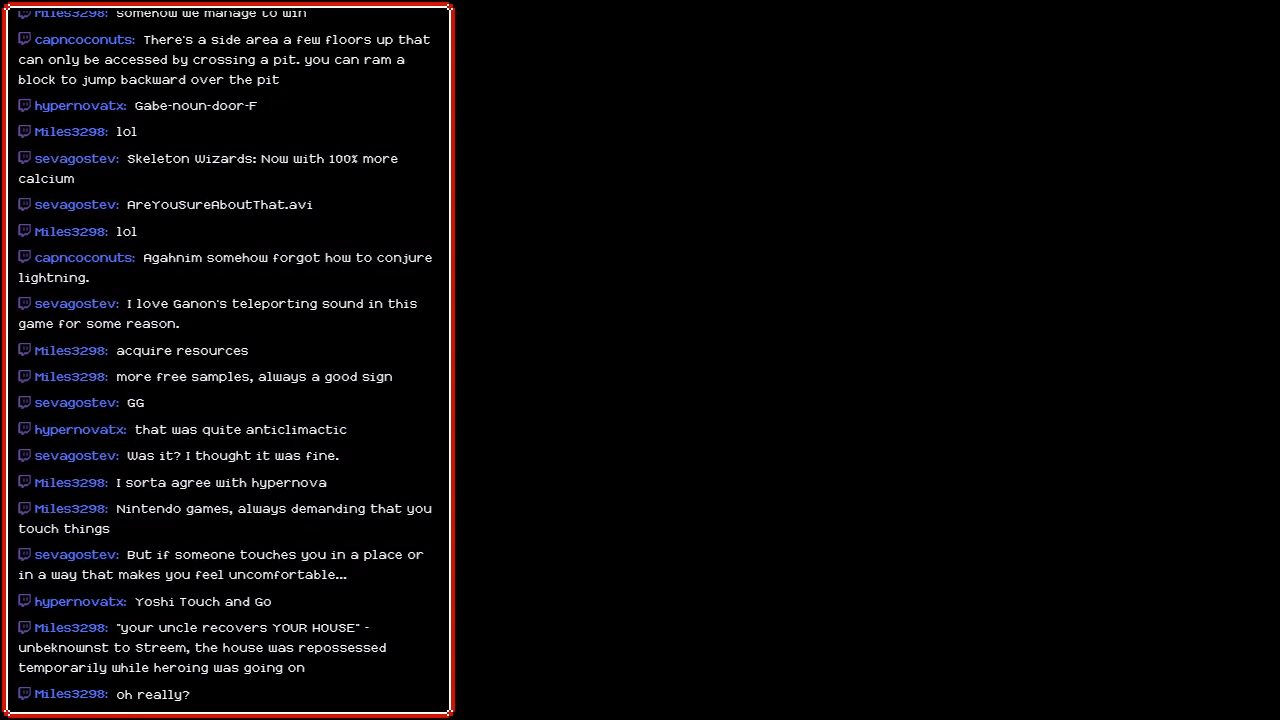 Miles3298: somehow we manage to win
capncoconuts: There's a side area a few floors up that
can only be accessed by crossing a pit. you can ram a
block to jump backward over the pit
hypernovatx: Gabe-noun-door-F
Miles3298: lol
sevagostev: Skeleton Wizards: Now with 100% more
calcium
sevagostev: AreYouSureAboutThat.avi
Miles3298: lol
capncoconuts: Agahnim somehow forgot how to conjure
lightning.
sevagostev: I love Ganon's teleporting sound in this
game for some reason.
Miles3298: acquire resources
Miles3298: more free samples, always a good sign
sevagostev: GG
hypernovatx: that was quite anticlimactic
sevagostev: Was it? I thought it was fine.
Miles3298: I sorta agree with hypernova
Miles3298: Nintendo games, always demanding that you
touch things
sevagostev: But if someone touches you in a place or
in a way that makes you feel uncomfortable...
hypernovatx: Yoshi Touch and Go
Miles3298: "your uncle recovers YOUR HOUSE" -
unbeknownst to Streem, the house was repossessed
temporarily while heroing was going on
Miles3298: oh really?